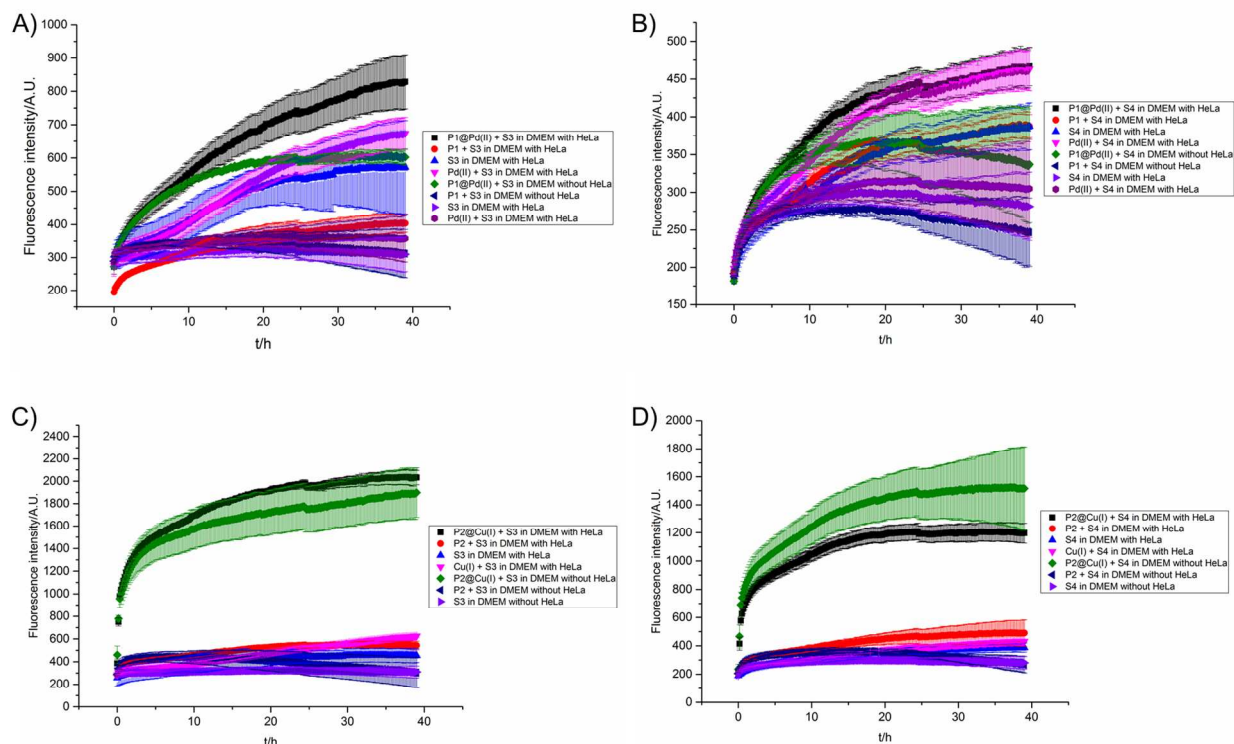 A)
Fluorescence intensity/A.U.
1000
900
800
700
600
500
400
300
200
0
10
20
30
40
t/h
P1@Pd(II) + S3 in DMEM with HeLa
P1 + S3 in DMEM with HeLa
S3 in DMEM with HeLa
Pd(II) + S3 in DMEM with HeLa
P1@Pd(II) + S3 in DMEM without HeLa
P1 + S3 in DMEM without HeLa
S3 in DMEM with HeLa
Pd(II) + S3 in DMEM with HeLa
B)
Fluorescence intensity/A.U.
500
450
400
350
300
250
200
150
0
10
20
30
40
t/h
P1@Pd(II) + S4 in DMEM with HeLa
P1 + S4 in DMEM with HeLa
S4 in DMEM with HeLa
Pd(II) + S4 in DMEM with HeLa
P1@Pd(II) + S4 in DMEM without HeLa
P1 + S4 in DMEM without HeLa
S4 in DMEM with HeLa
Pd(II) + S4 in DMEM with HeLa
C)
Fluorescence intensity/A.U.
2400
2200
2000
1800
1600
1400
1200
1000
800
600
400
200
0
0
10
20
30
40
t/h
P2@Cu(I) + S3 in DMEM with HeLa
P2 + S3 in DMEM with HeLa
S3 in DMEM with HeLa
Cu(I) + S3 in DMEM with HeLa
P2@Cu(I) + S3 in DMEM without HeLa
P2 + S3 in DMEM without HeLa
S3 in DMEM without HeLa
D)
Fluorescence intensity/A.U.
2000
1800
1600
1400
1200
1000
800
600
400
200
0
0
10
20
30
40
t/h
P2@Cu(I) + S4 in DMEM with HeLa
P2 + S4 in DMEM with HeLa
S4 in DMEM with HeLa
Cu(I) + S4 in DMEM with HeLa
P2@Cu(I) + S4 in DMEM without HeLa
P2 + S4 in DMEM without HeLa
S4 in DMEM without HeLa